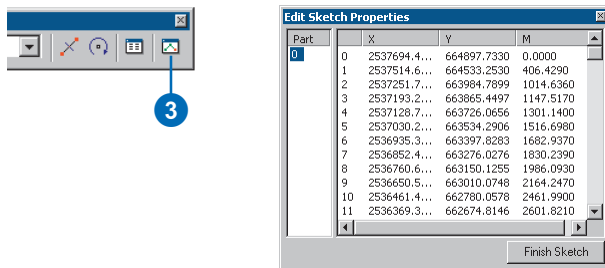 3
Edit Sketch Properties
Part X Y M
0 0 2537694.4... 664897.7330 0.0000
1 2537514.6... 664533.2530 406.4290
2 2537251.7... 663984.7899 1014.6360
3 2537193.2... 663865.4497 1147.5170
4 2537128.7... 663726.0656 1301.1400
5 2537030.2... 663534.2906 1516.6980
6 2536935.3... 663397.8283 1682.9370
7 2536852.4... 663276.0276 1830.2390
8 2536760.6... 663150.1255 1986.0930
9 2536650.5... 663010.0748 2164.2470
10 2536461.4... 662780.0578 2461.9900
11 2536369.3... 662674.8146 2601.8210
Finish Sketch